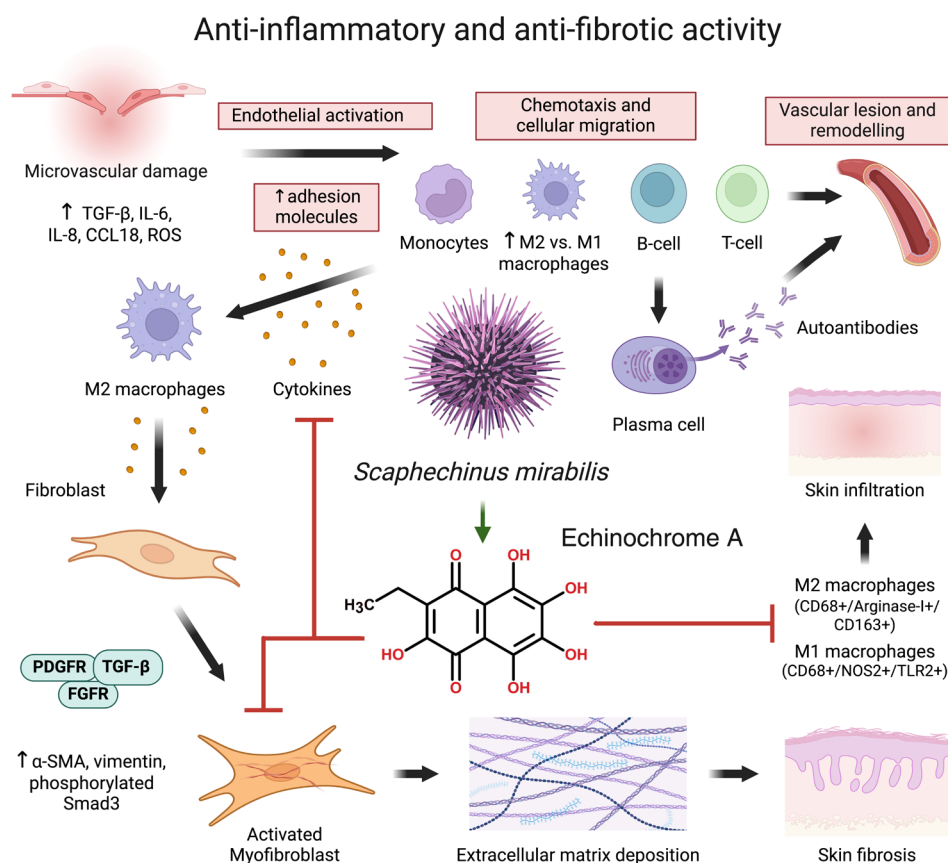 Anti-inflammatory and anti-fibrotic activity
Endothelial activation
Chemotaxis and
cellular migration
Vascular lesion and
remodelling
Microvascular damage
↑ TGF-β, IL-6,
IL-8, CCL18, ROS
↑adhesion
molecules
Monocytes
↑M2 vs. M1
macrophages
B-cell
T-cell
M2 macrophages
Cytokines
Plasma cell
Autoantibodies
Fibroblast
Scaphechinus mirabilis
Skin infiltration
Echinochrome A
O
OH
OH
H3C
HO
OH
O
OH
M2 macrophages
(CD68+/Arginase-I+/
CD163+)
M1 macrophages
(CD68+/NOS2+/TLR2+)
PDGFR
TGF-β
FGFR
↑α-SMA, vimentin,
phosphorylated
Smad3
Activated
Myofibroblast
Extracellular matrix deposition
Skin fibrosis